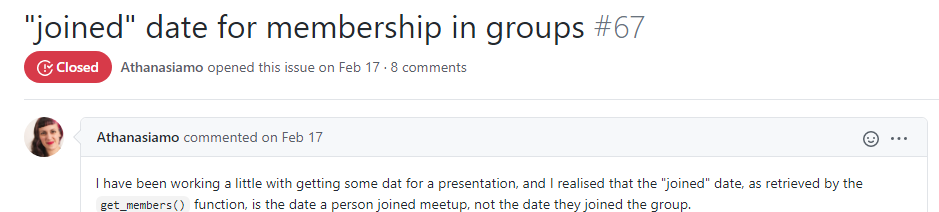 "joined" date for membership in groups #67
Closed Athanasiamo opened this issue on Feb 17 · 8 comments
Athanasiamo commented on Feb 17
I have been working a little with getting some dat for a presentation, and I realised that the "joined" date, as retrieved by the
get_members() function, is the date a person joined meetup, not the date they joined the group.